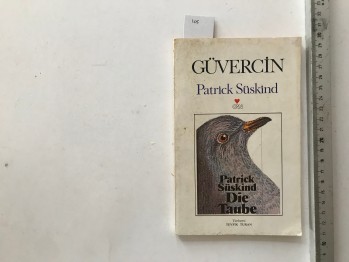 GÜVERCİN
Patrick Süskind
Patrick
Süskind
Die
Taube